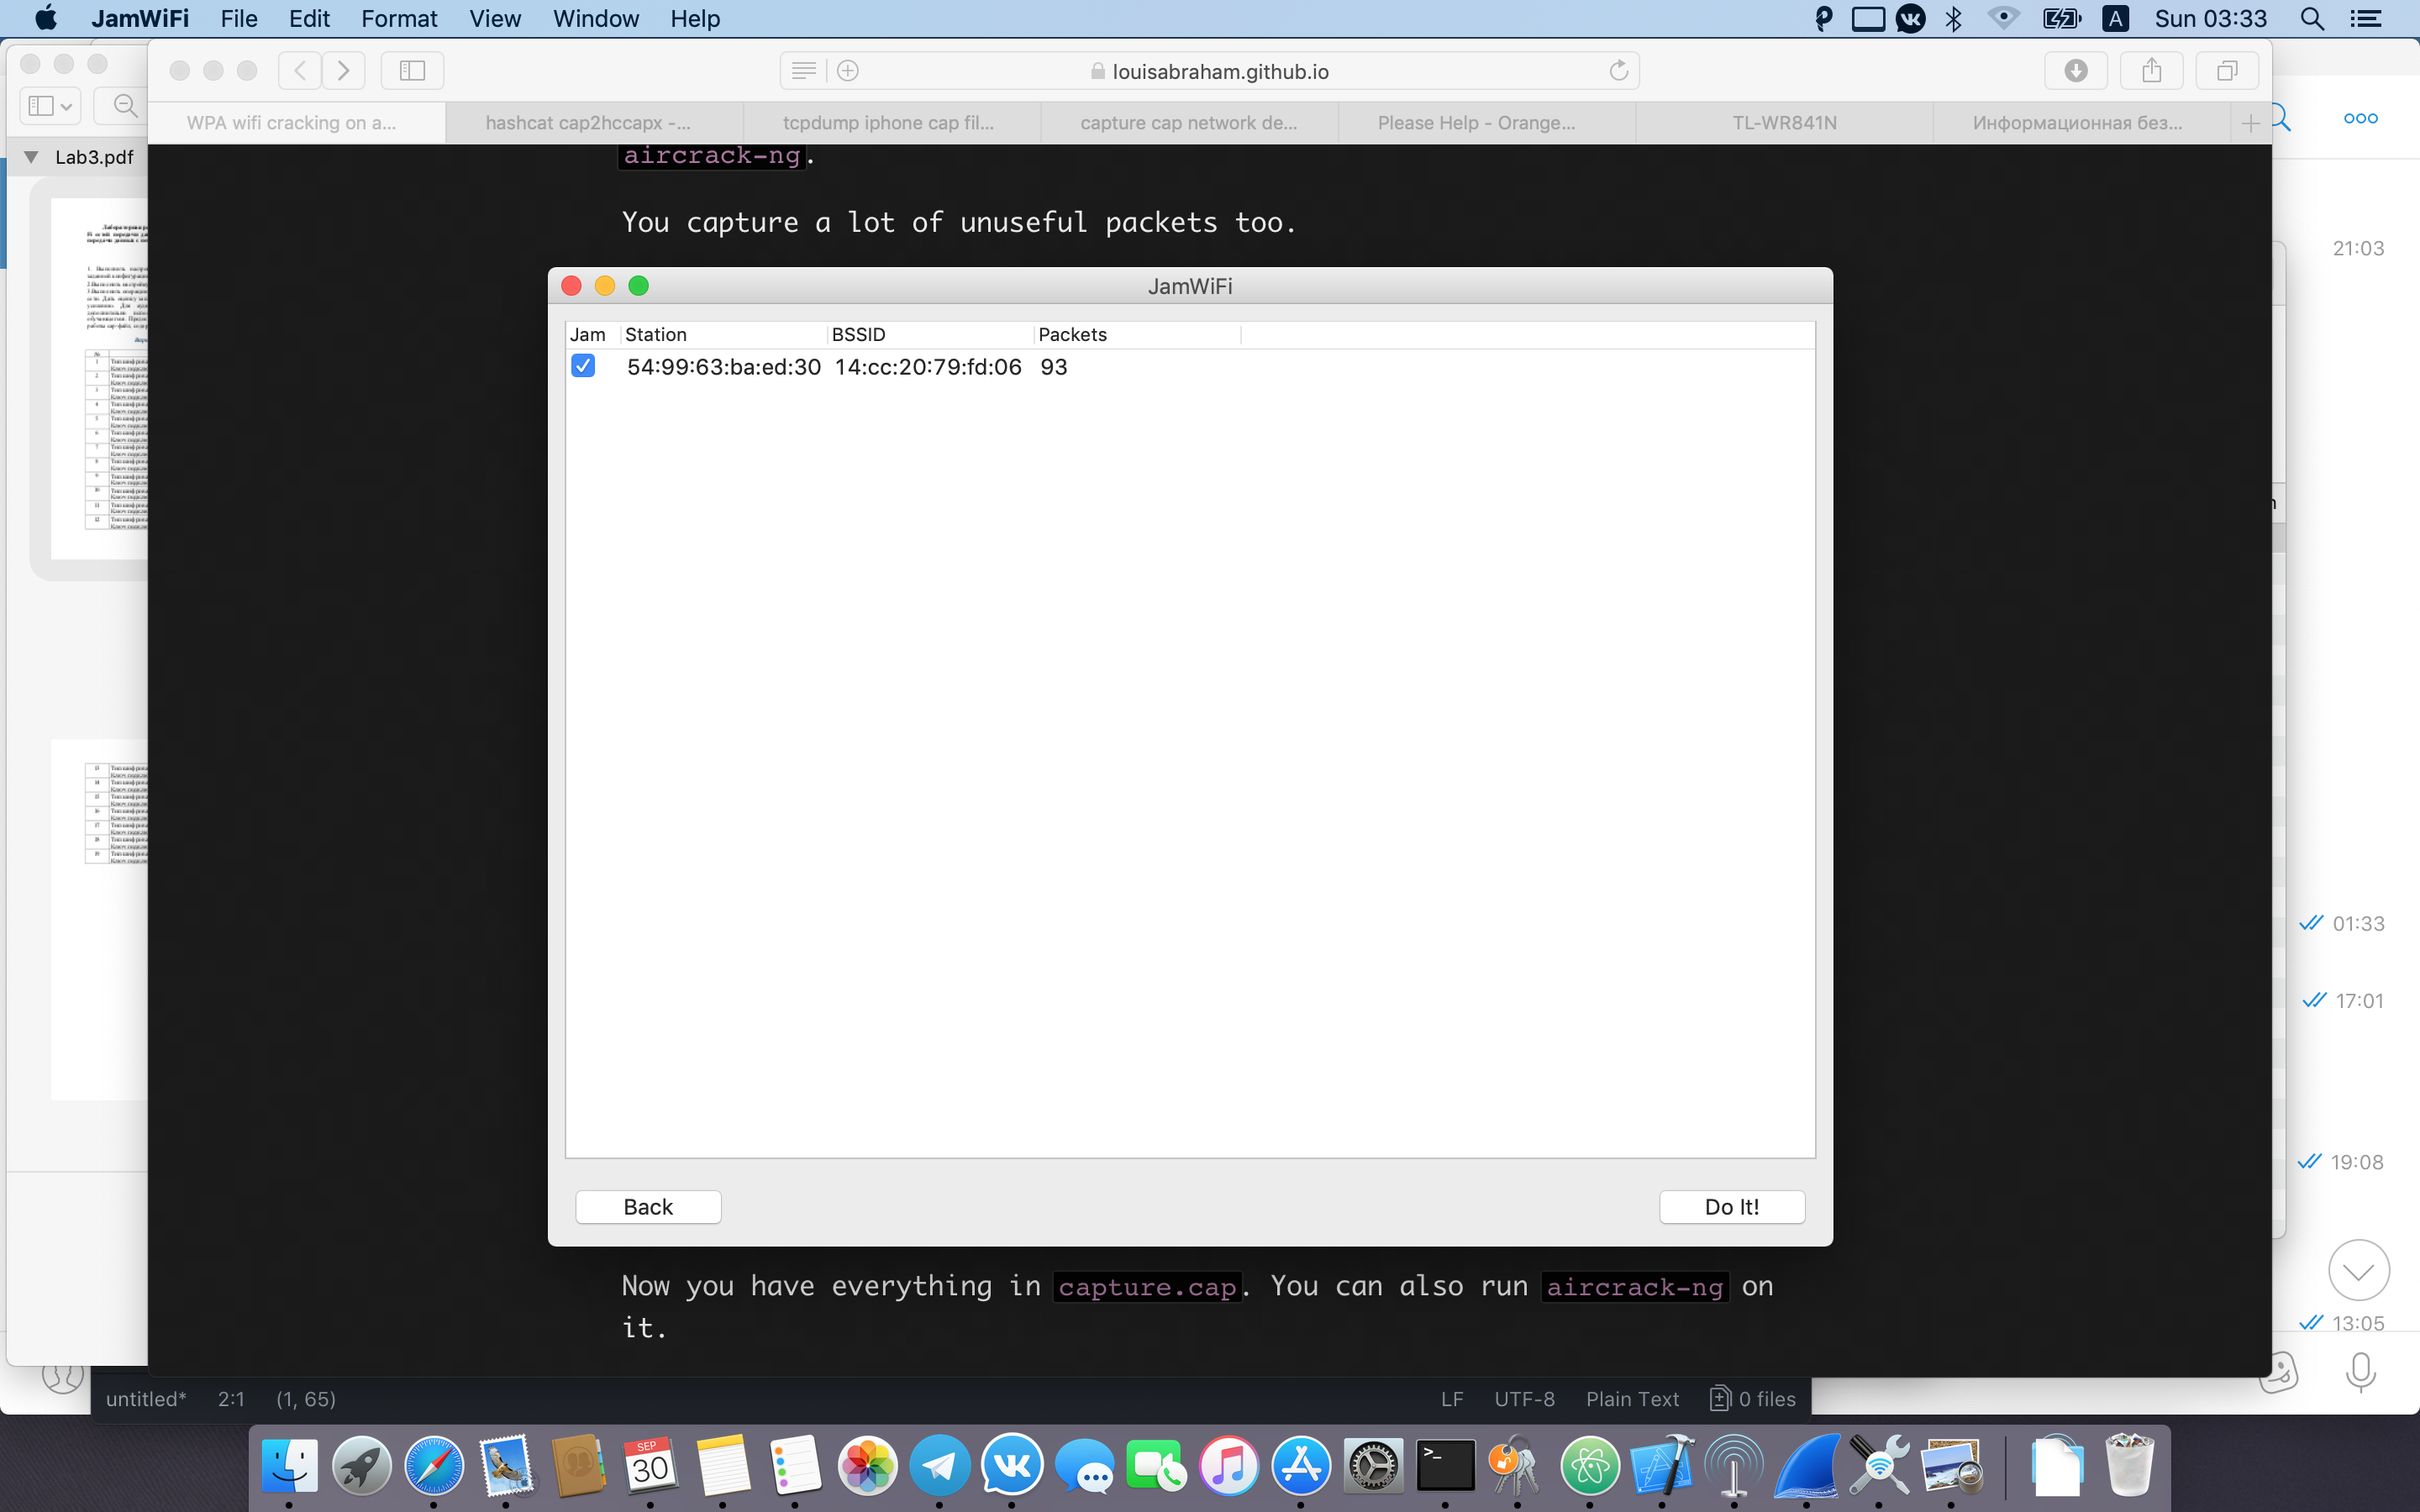 JamWiFi File Edit Format View Window Help
A Sun 03:33
louisabraham.github.io
WPA wifi cracking on a...
hashcat cap2hccapx -...
tcpdump iphone cap fil...
capture cap network de...
Please Help - Orange...
TL-WR841N
Информационная без...
Lab3.pdf
aircrack-ng.
You capture a lot of unuseful packets too.
JamWiFi
Jam Station BSSID Packets
54:99:63:ba:ed:30 14:cc:20:79:fd:06 93
Back
Do It!
Now you have everything in capture.cap. You can also run aircrack-ng on
it.
21:03
01:33
17:01
19:08
13:05
untitled* 2:1 (1, 65)
LF UTF-8 Plain Text 0 files
SEP
30